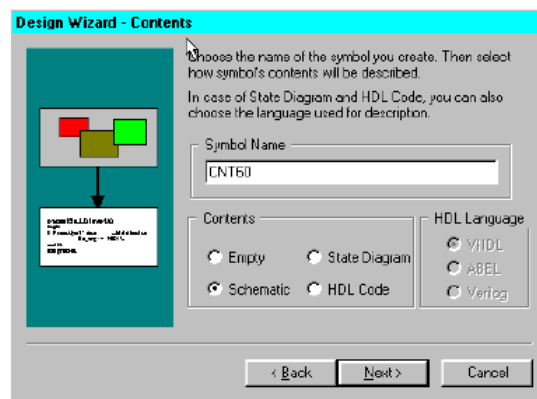 Design Wizard - Contents
Choose the name of the symbol you create. Then select
how symbol's contents will be described.
In case of State Diagram and HDL Code, you can also
choose the language used for description.
Symbol Name
CNT60
Contents
HDL Language
Empty
State Diagram
VHDL
ABEL
Schematic
HDL Code
Verilog
< Back
Next >
Cancel